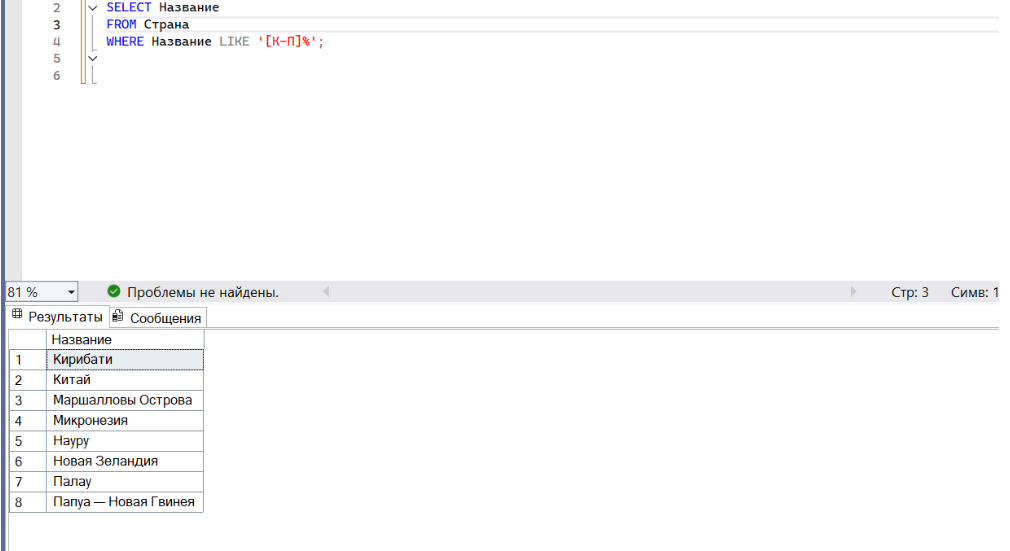 2 SELECT Название
3 FROM Страна
4 WHERE Название LIKE '[К-П]%';
5
6
81 % Проблемы не найдены. Стр: 3 Симв: 1
Результаты Сообщения
Название
1 Кирибати
2 Китай
3 Маршалловы Острова
4 Микронезия
5 Науру
6 Новая Зеландия
7 Палау
8 Папуа — Новая Гвинея